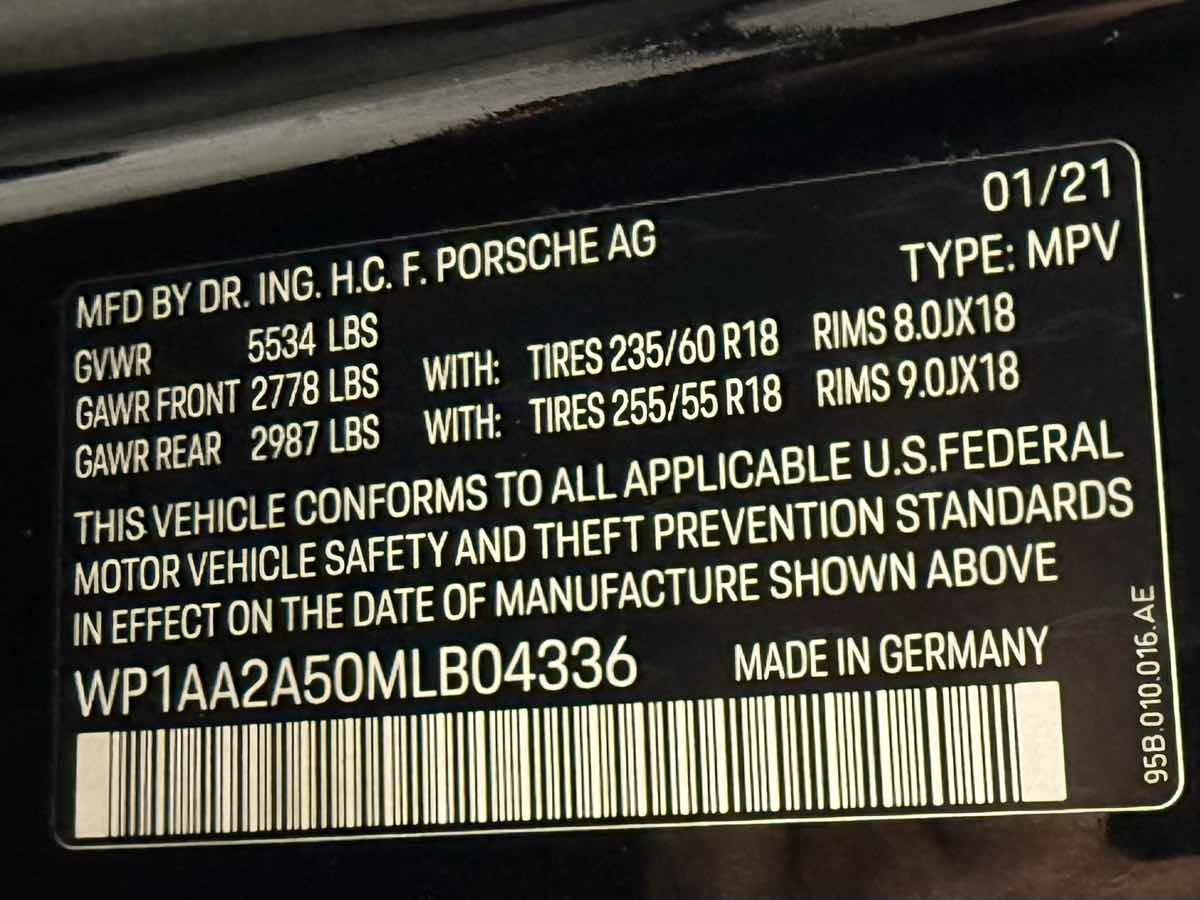 01/21
MFD BY DR. ING. H.C. F. PORSCHE AG TYPE: MPV
GVWR 5534 LBS
GAWR FRONT 2778 LBS WITH: TIRES 235/60 R18 RIMS 8.0JX18
GAWR REAR 2987 LBS WITH: TIRES 255/55 R18 RIMS 9.0JX18
THIS VEHICLE CONFORMS TO ALL APPLICABLE U.S.FEDERAL
MOTOR VEHICLE SAFETY AND THEFT PREVENTION STANDARDS
IN EFFECT ON THE DATE OF MANUFACTURE SHOWN ABOVE
WP1AA2A50MLB04336 MADE IN GERMANY
95B.010.016.AE